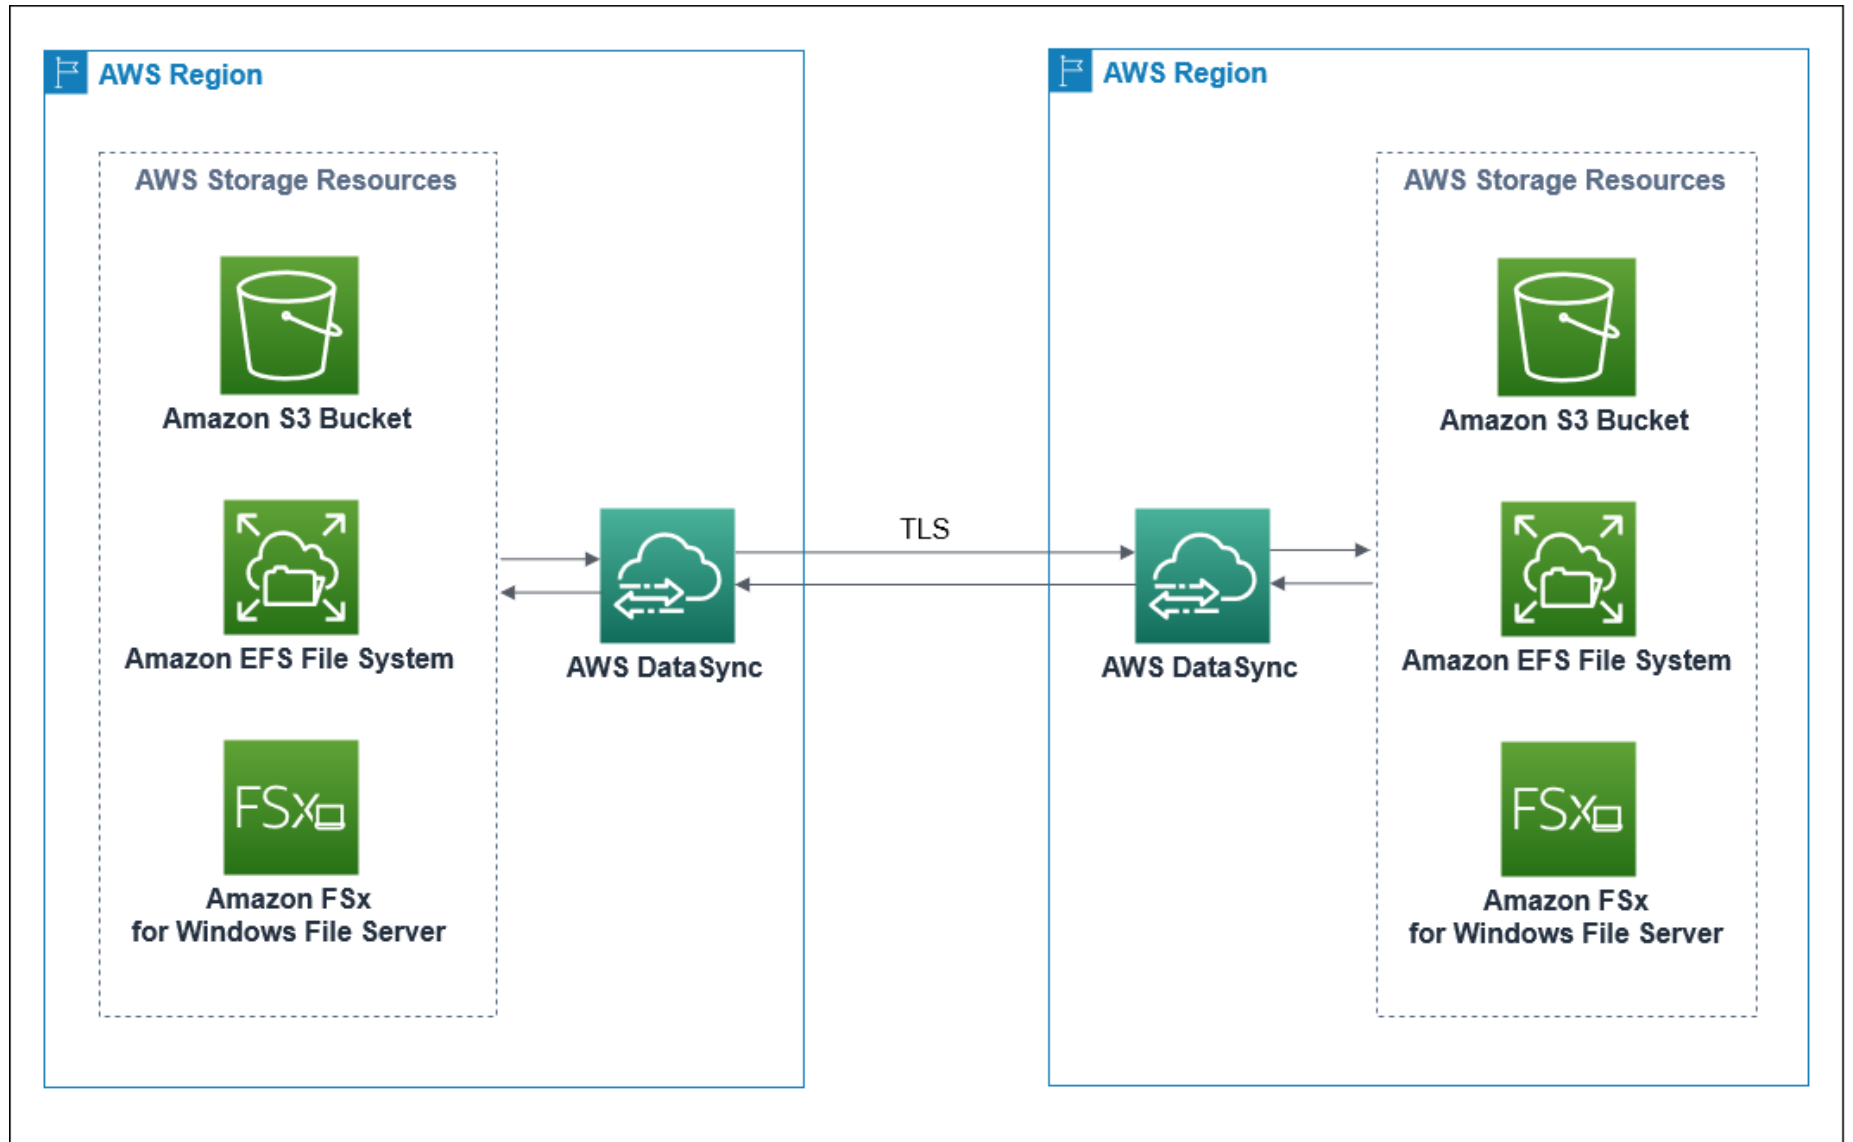 AWS Region
AWS Storage Resources
Amazon S3 Bucket
Amazon EFS File System
FSx
Amazon FSx
for Windows File Server
AWS DataSync
TLS
AWS Region
AWS DataSync
AWS Storage Resources
Amazon S3 Bucket
Amazon EFS File System
FSx
Amazon FSx
for Windows File Server